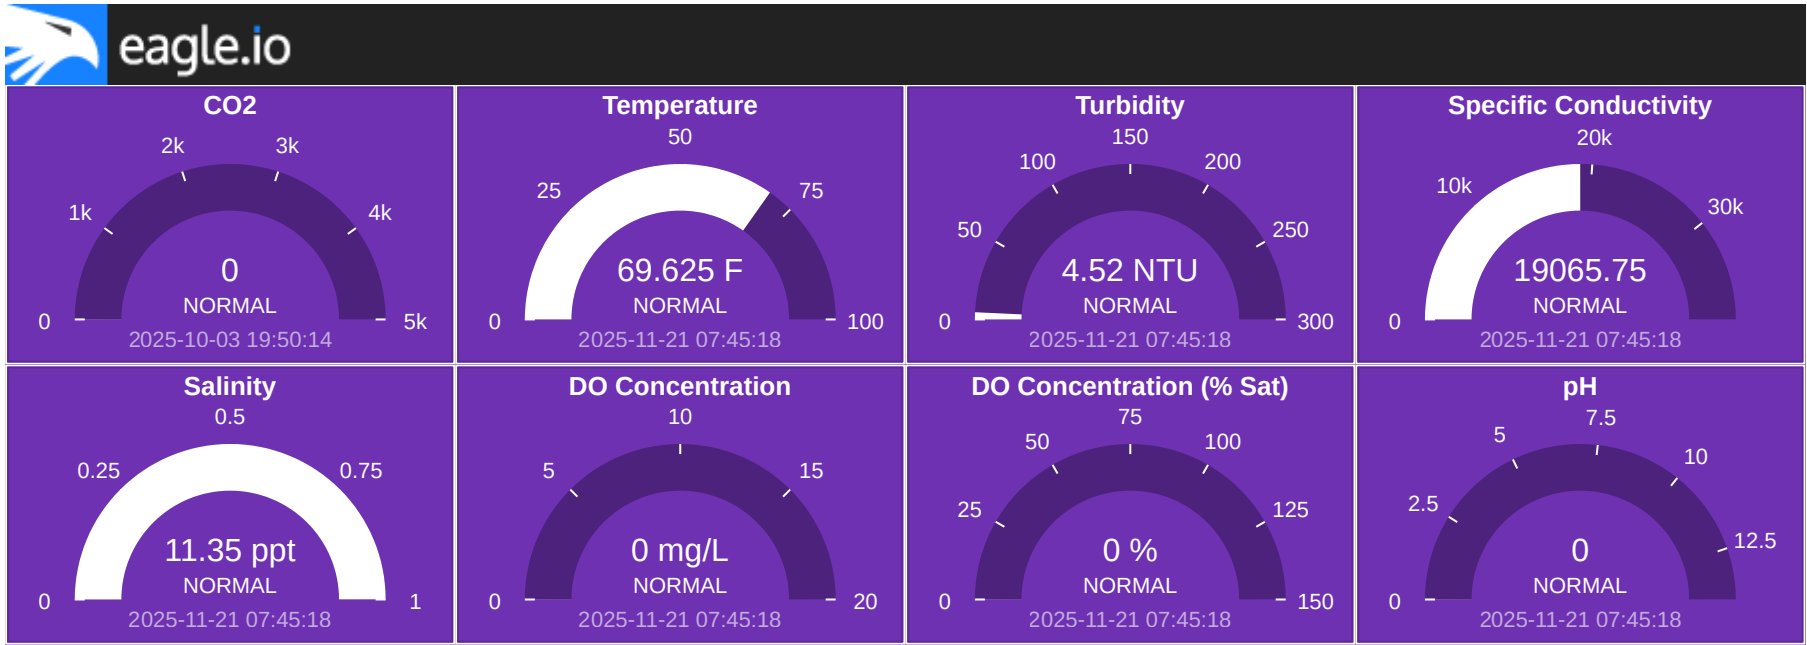 eagle.io
CO2
2k
3k
1k
4k
0
NORMAL
0
5k
2025-10-03 19:50:14
Temperature
50
25
75
69.625 F
NORMAL
0
100
2025-11-21 07:45:18
Turbidity
150
100
200
50
250
4.52 NTU
NORMAL
0
300
2025-11-21 07:45:18
Specific Conductivity
20k
10k
30k
19065.75
NORMAL
0
2025-11-21 07:45:18
Salinity
0.5
0.25
0.75
11.35 ppt
NORMAL
0
1
2025-11-21 07:45:18
DO Concentration
10
5
15
0 mg/L
NORMAL
0
20
2025-11-21 07:45:18
DO Concentration (% Sat)
75
50
100
25
125
0 %
NORMAL
0
150
2025-11-21 07:45:18
pH
7.5
5
10
2.5
12.5
0
NORMAL
0
2025-11-21 07:45:18